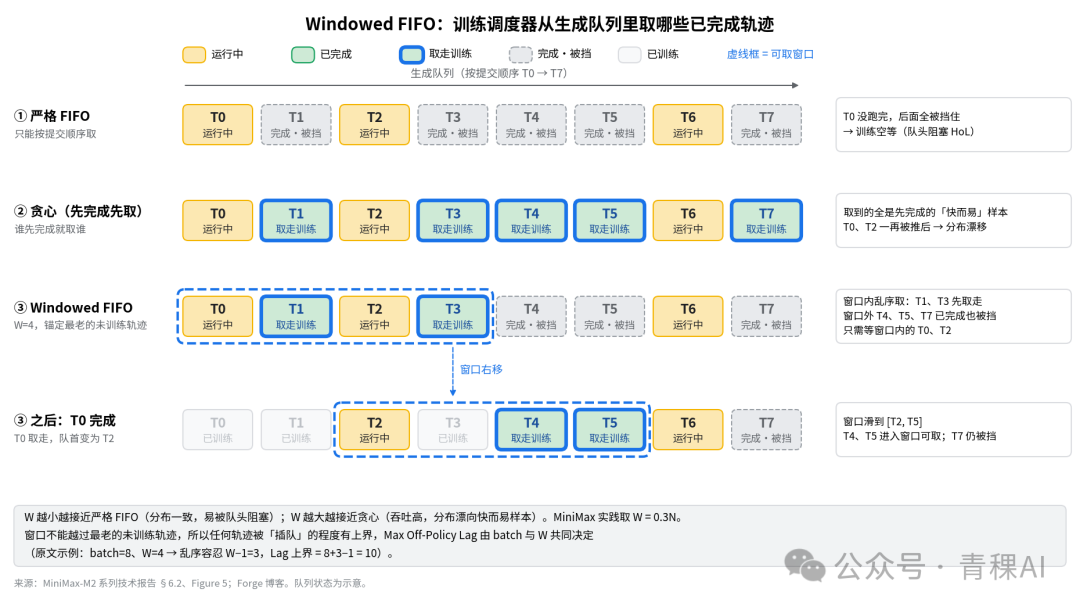 Windowed FIFO：训练调度器从生成队列里取哪些已完成轨迹
运行中
已完成
取走训练
完成・被挡
已训练
虚线框 = 可取窗口
生成队列（按提交顺序 T0 → T7）
① 严格 FIFO
只能按提交顺序取
T0
运行中
T1
完成・被挡
T2
运行中
T3
完成・被挡
T4
完成・被挡
T5
完成・被挡
T6
运行中
T7
完成・被挡
T0 没跑完，后面全被挡住
→ 训练空等（队头阻塞 HoL）
② 贪心（先完成先取）
谁先完成就取谁
T0
运行中
T1
取走训练
T2
运行中
T3
取走训练
T4
取走训练
T5
取走训练
T6
运行中
T7
取走训练
取到的全是先完成的「快而易」样本
T0、T2 一再被推后 → 分布漂移
③ Windowed FIFO
W=4，锚定最老的未训练轨迹
T0
运行中
T1
取走训练
T2
运行中
T3
取走训练
T4
完成・被挡
T5
完成・被挡
T6
运行中
T7
完成・被挡
窗口内乱序取：T1、T3 先取走
窗口外 T4、T5、T7 已完成也被挡
只需等窗口内的 T0、T2
窗口右移
③ 之后：T0 完成
T0 取走，队首变为 T2
T0
已训练
T1
已训练
T2
运行中
T3
已训练
T4
取走训练
T5
取走训练
T6
运行中
T7
完成・被挡
窗口滑到 [T2, T5]
T4、T5 进入窗口可取；T7 仍被挡
W 越小越接近严格 FIFO（分布一致，易被队头阻塞）；W 越大越接近贪心（吞吐高，分布漂向快而易样本）。MiniMax 实践取 W = 0.3N。
窗口不能越过最老的未训练轨迹，所以任何轨迹被「插队」的程度有上界，Max Off-Policy Lag 由 batch 与 W 共同决定
（原文示例：batch=8、W=4 → 乱序容忍 W−1=3，Lag 上界 = 8+3−1 = 10）。
来源：MiniMax-M2 系列技术报告 §6.2、Figure 5；Forge 博客。队列状态为示意。
公众号・青稞AI